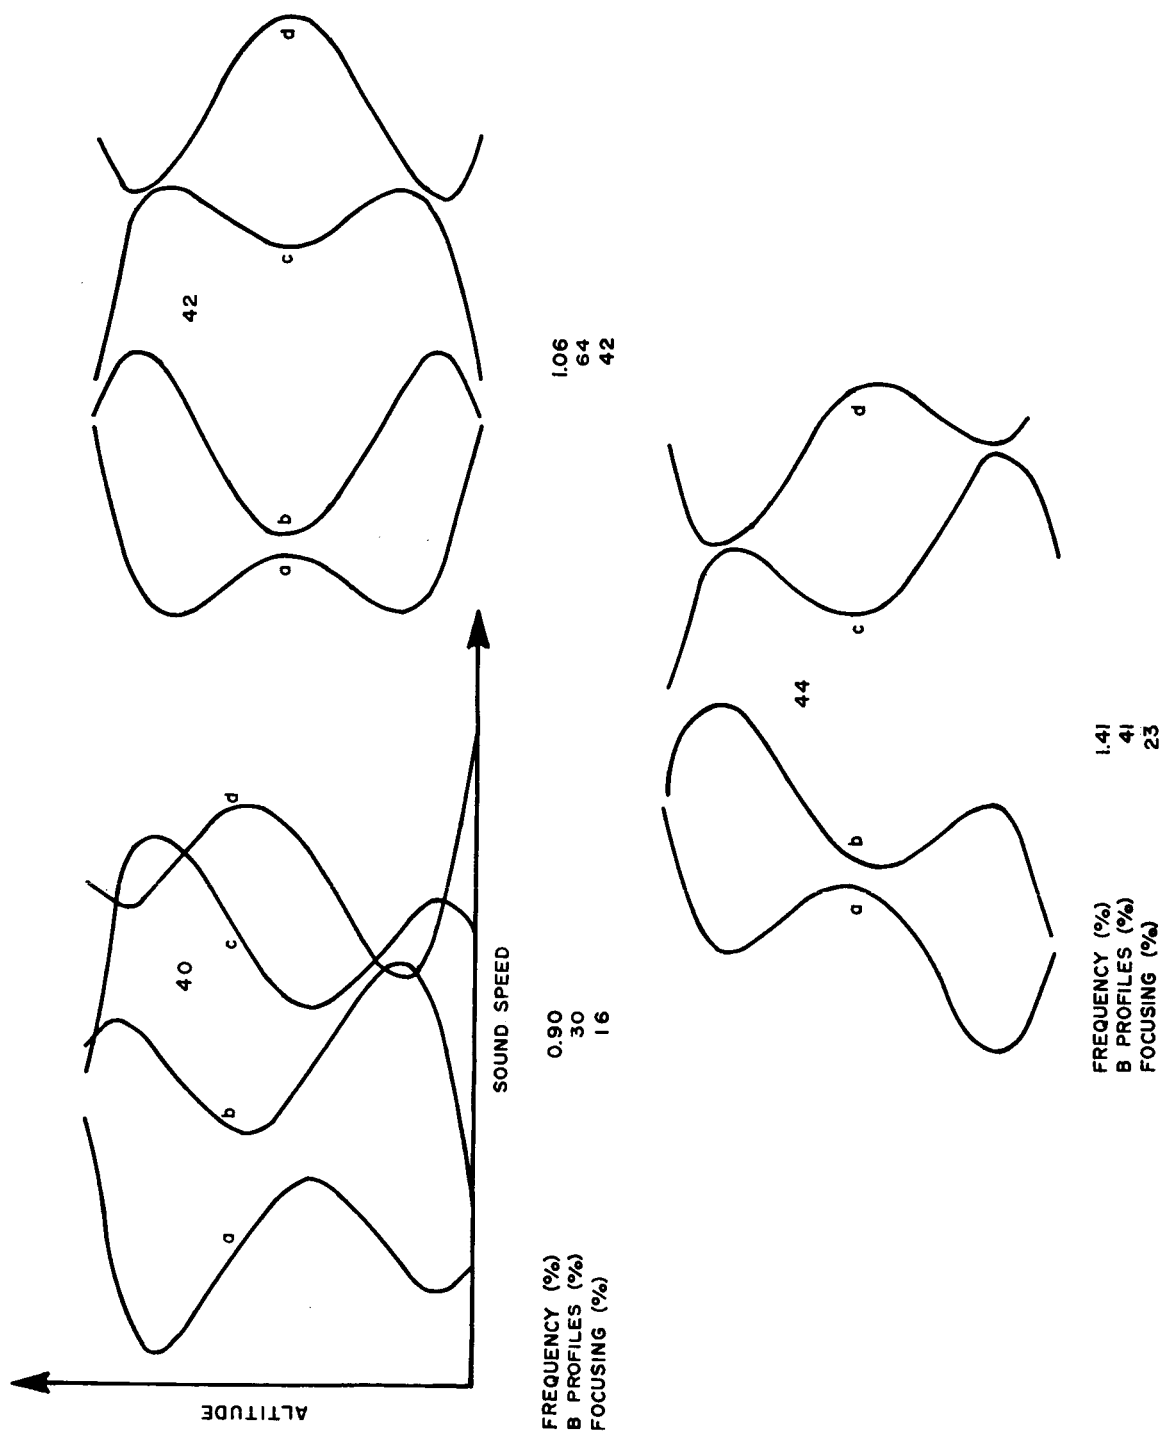 ALTITUDE
a
b
c
d
40
SOUND SPEED
FREQUENCY (%) 0.90 1.06
B PROFILES (%) 30 64
FOCUSING (%) 16 42
a
b
c
d
42
a
b
c
d
44
FREQUENCY (%) 1.41
B PROFILES (%) 41
FOCUSING (%) 23